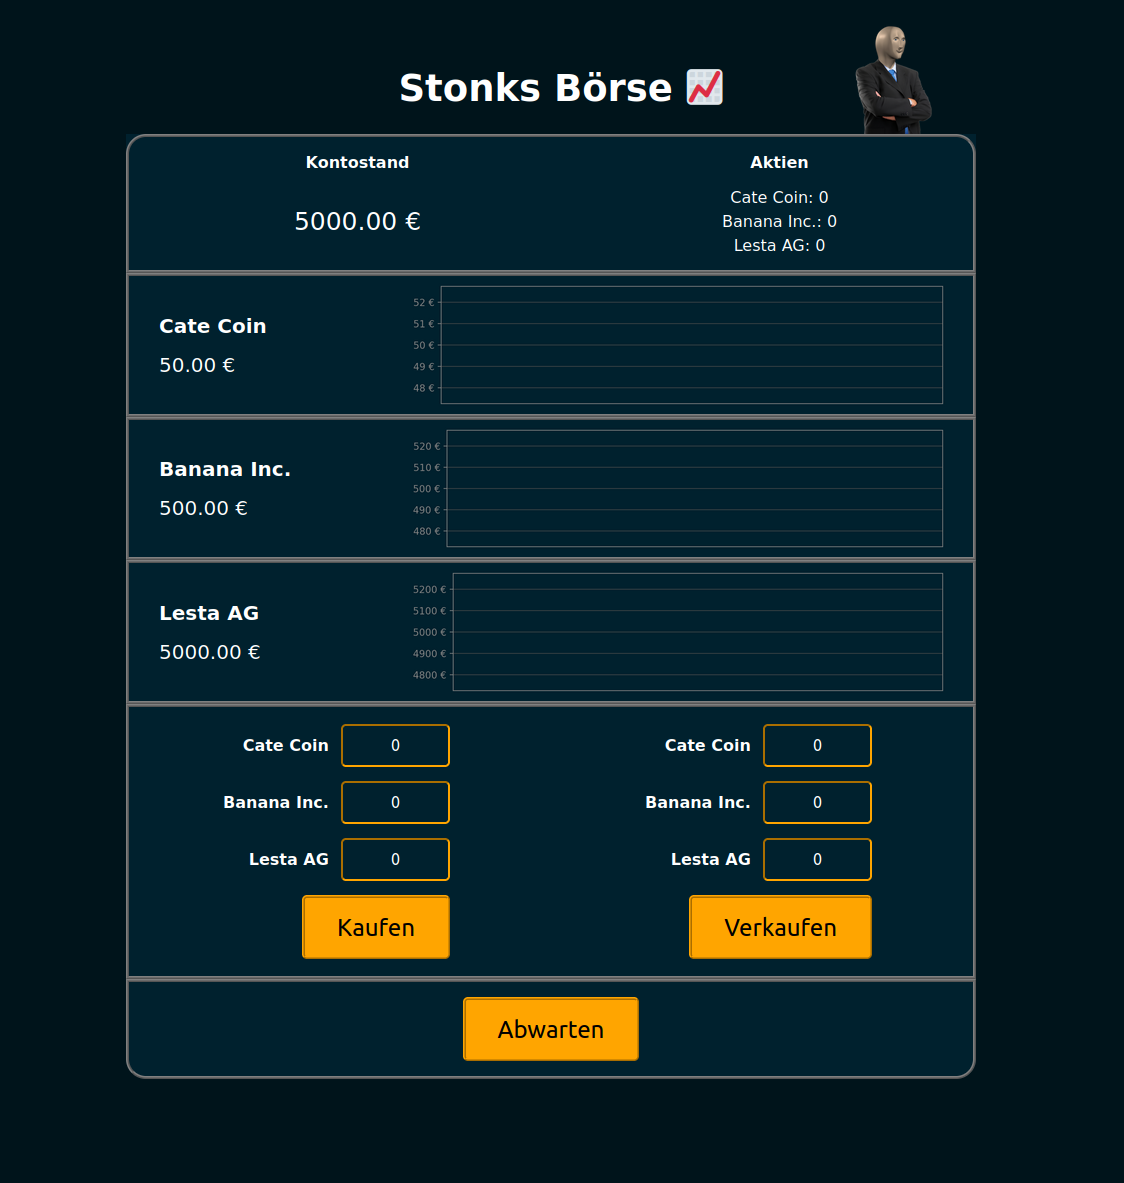 Stonks Börse 📈
Kontostand
5000.00 €
Aktien
Cate Coin: 0
Banana Inc.: 0
Lesta AG: 0
Cate Coin
50.00 €
52 €
51 €
50 €
49 €
48 €
Banana Inc.
500.00 €
520 €
510 €
500 €
490 €
480 €
Lesta AG
5000.00 €
5200 €
5100 €
5000 €
4900 €
4800 €
Cate Coin 0
Banana Inc. 0
Lesta AG 0
Kaufen
Cate Coin 0
Banana Inc. 0
Lesta AG 0
Verkaufen
Abwarten